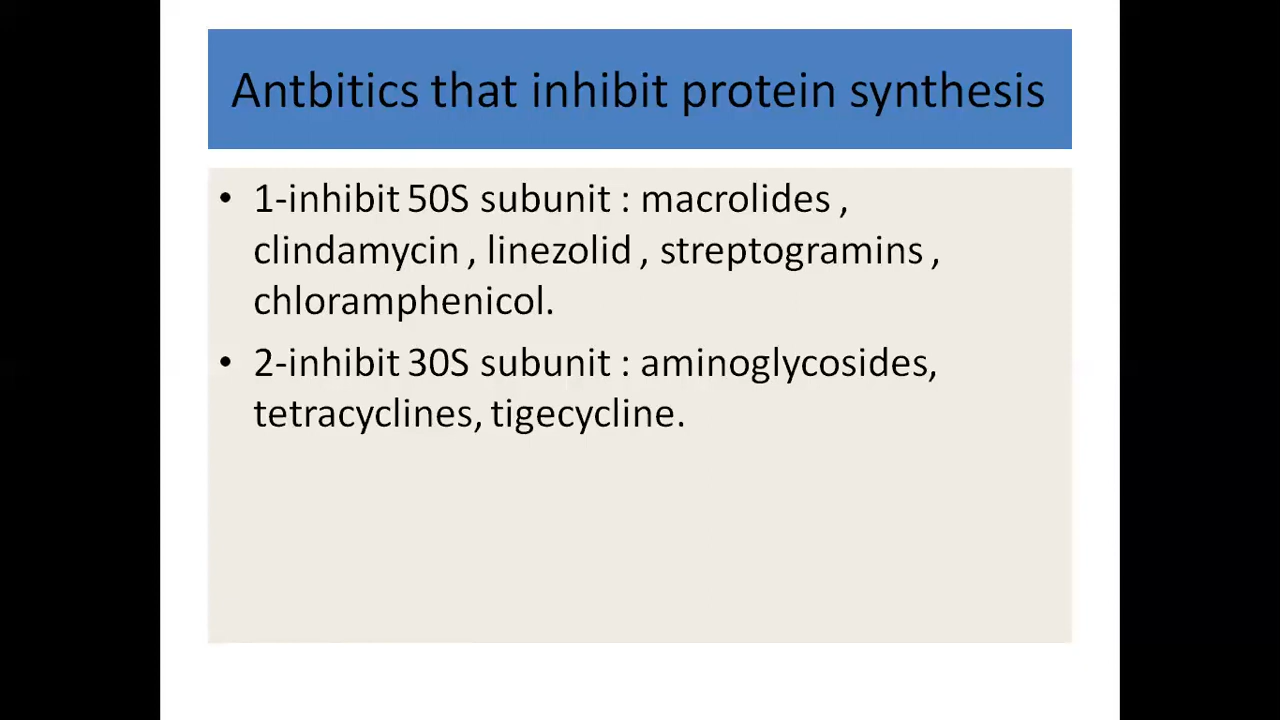 Antbitics that inhibit protein synthesis
• 1-inhibit 50S subunit : macrolides ,
clindamycin , linezolid , streptogramins ,
chloramphenicol.
• 2-inhibit 30S subunit : aminoglycosides,
tetracyclines, tigecycline.